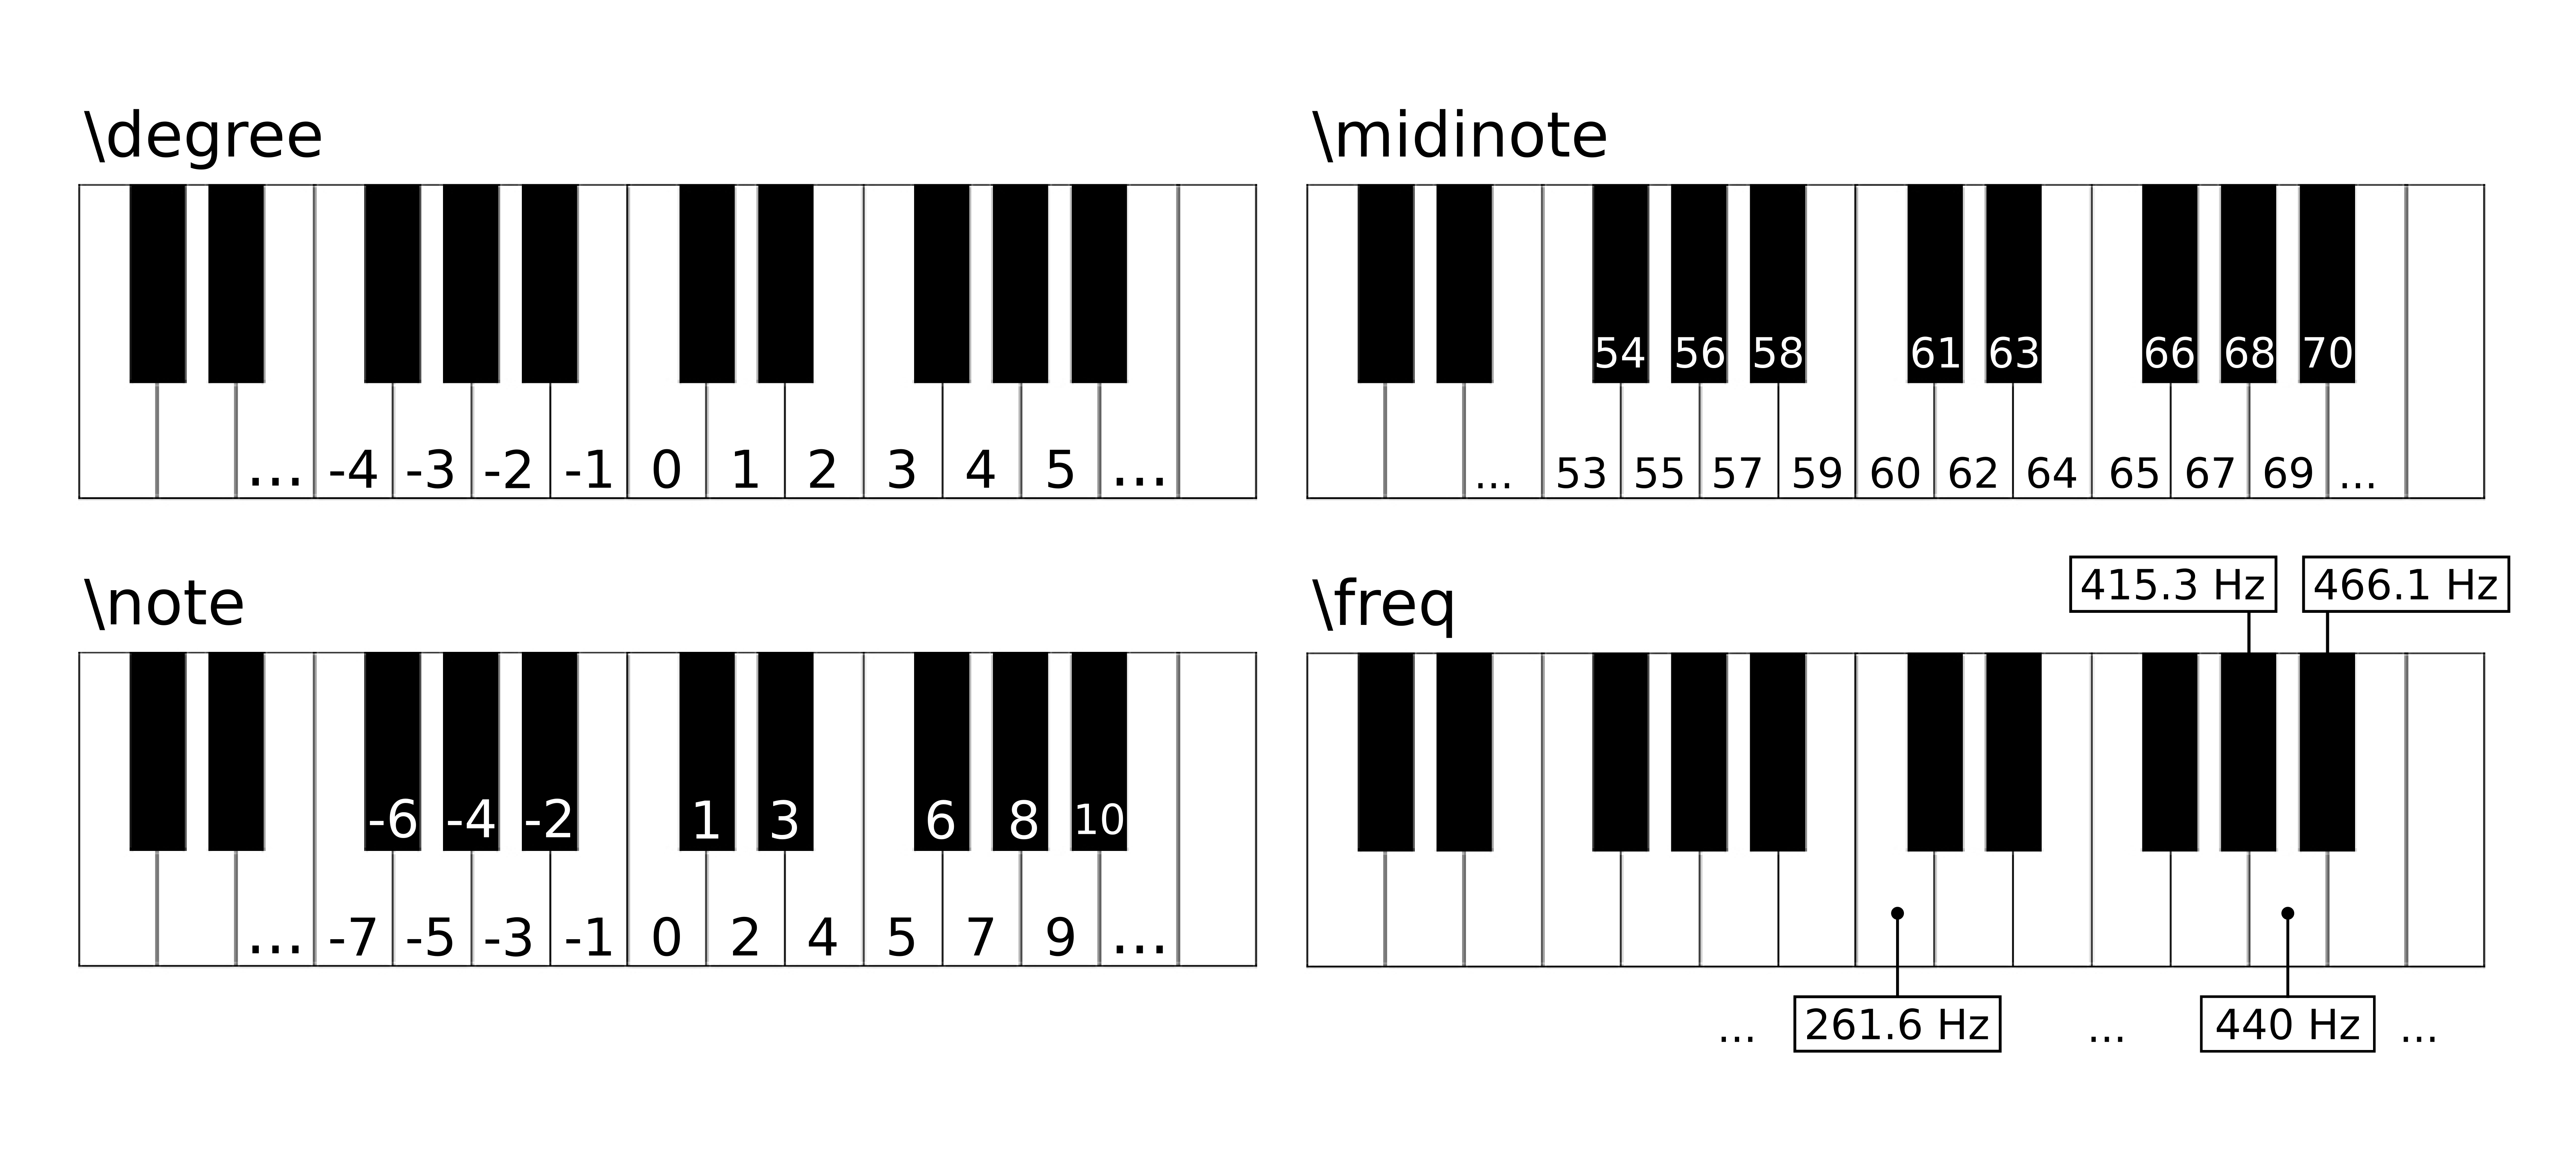 \degree
... -4 -3 -2 -1 0 1 2 3 4 5 ...
\midinote
54 56 58 61 63 66 68 70
... 53 55 57 59 60 62 64 65 67 69 ...
\note
-6 -4 -2 1 3 6 8 10
... -7 -5 -3 -1 0 2 4 5 7 9 ...
\freq
415.3 Hz 466.1 Hz
... 261.6 Hz ... 440 Hz ...